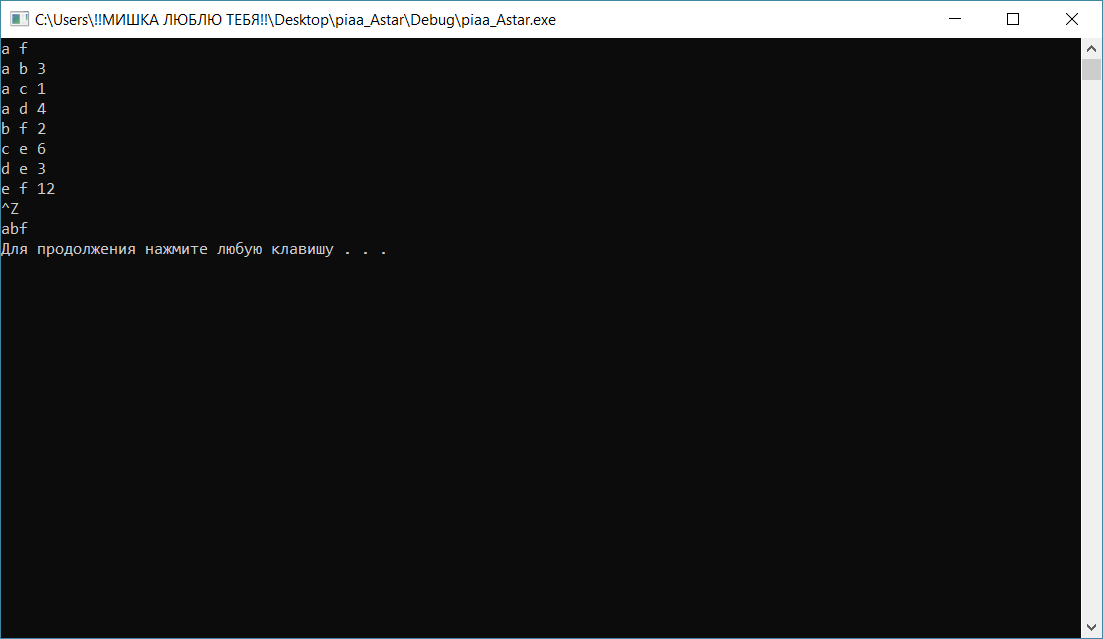 C:\Users\!!МИШКА ЛЮБЛЮ ТЕБЯ!!\Desktop\piaa_Astar\Debug\piaa_Astar.exe
a f
a b 3
a c 1
a d 4
b f 2
c e 6
d e 3
e f 12
^Z
abf
Для продолжения нажмите любую клавишу . . .